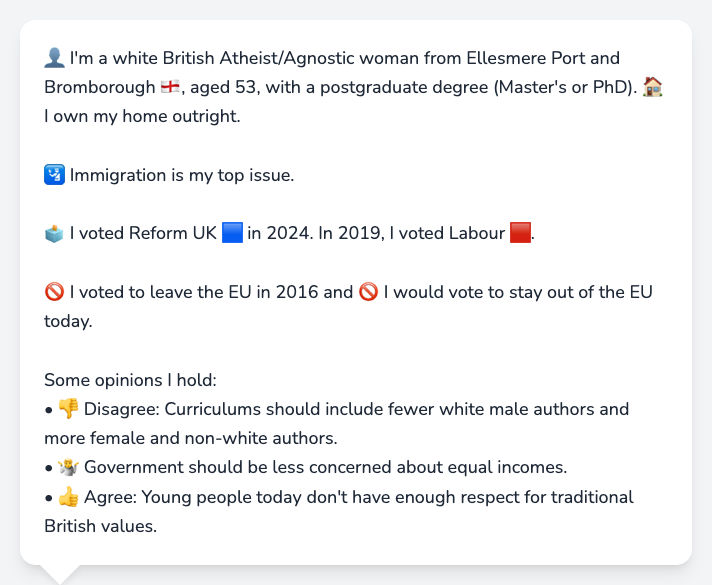 👤 I'm a white British Atheist/Agnostic woman from Ellesmere Port and
Bromborough 🏴󠁧󠁢󠁥󠁮󠁧󠁿, aged 53, with a postgraduate degree (Master's or PhD). 🏠
I own my home outright.
🛂 Immigration is my top issue.
🗳️ I voted Reform UK 🟦 in 2024. In 2019, I voted Labour 🟥.
🚫 I voted to leave the EU in 2016 and 🚫 I would vote to stay out of the EU
today.
Some opinions I hold:
• 👎 Disagree: Curriculums should include fewer white male authors and
more female and non-white authors.
• 🤷 Government should be less concerned about equal incomes.
• 👍 Agree: Young people today don't have enough respect for traditional
British values.